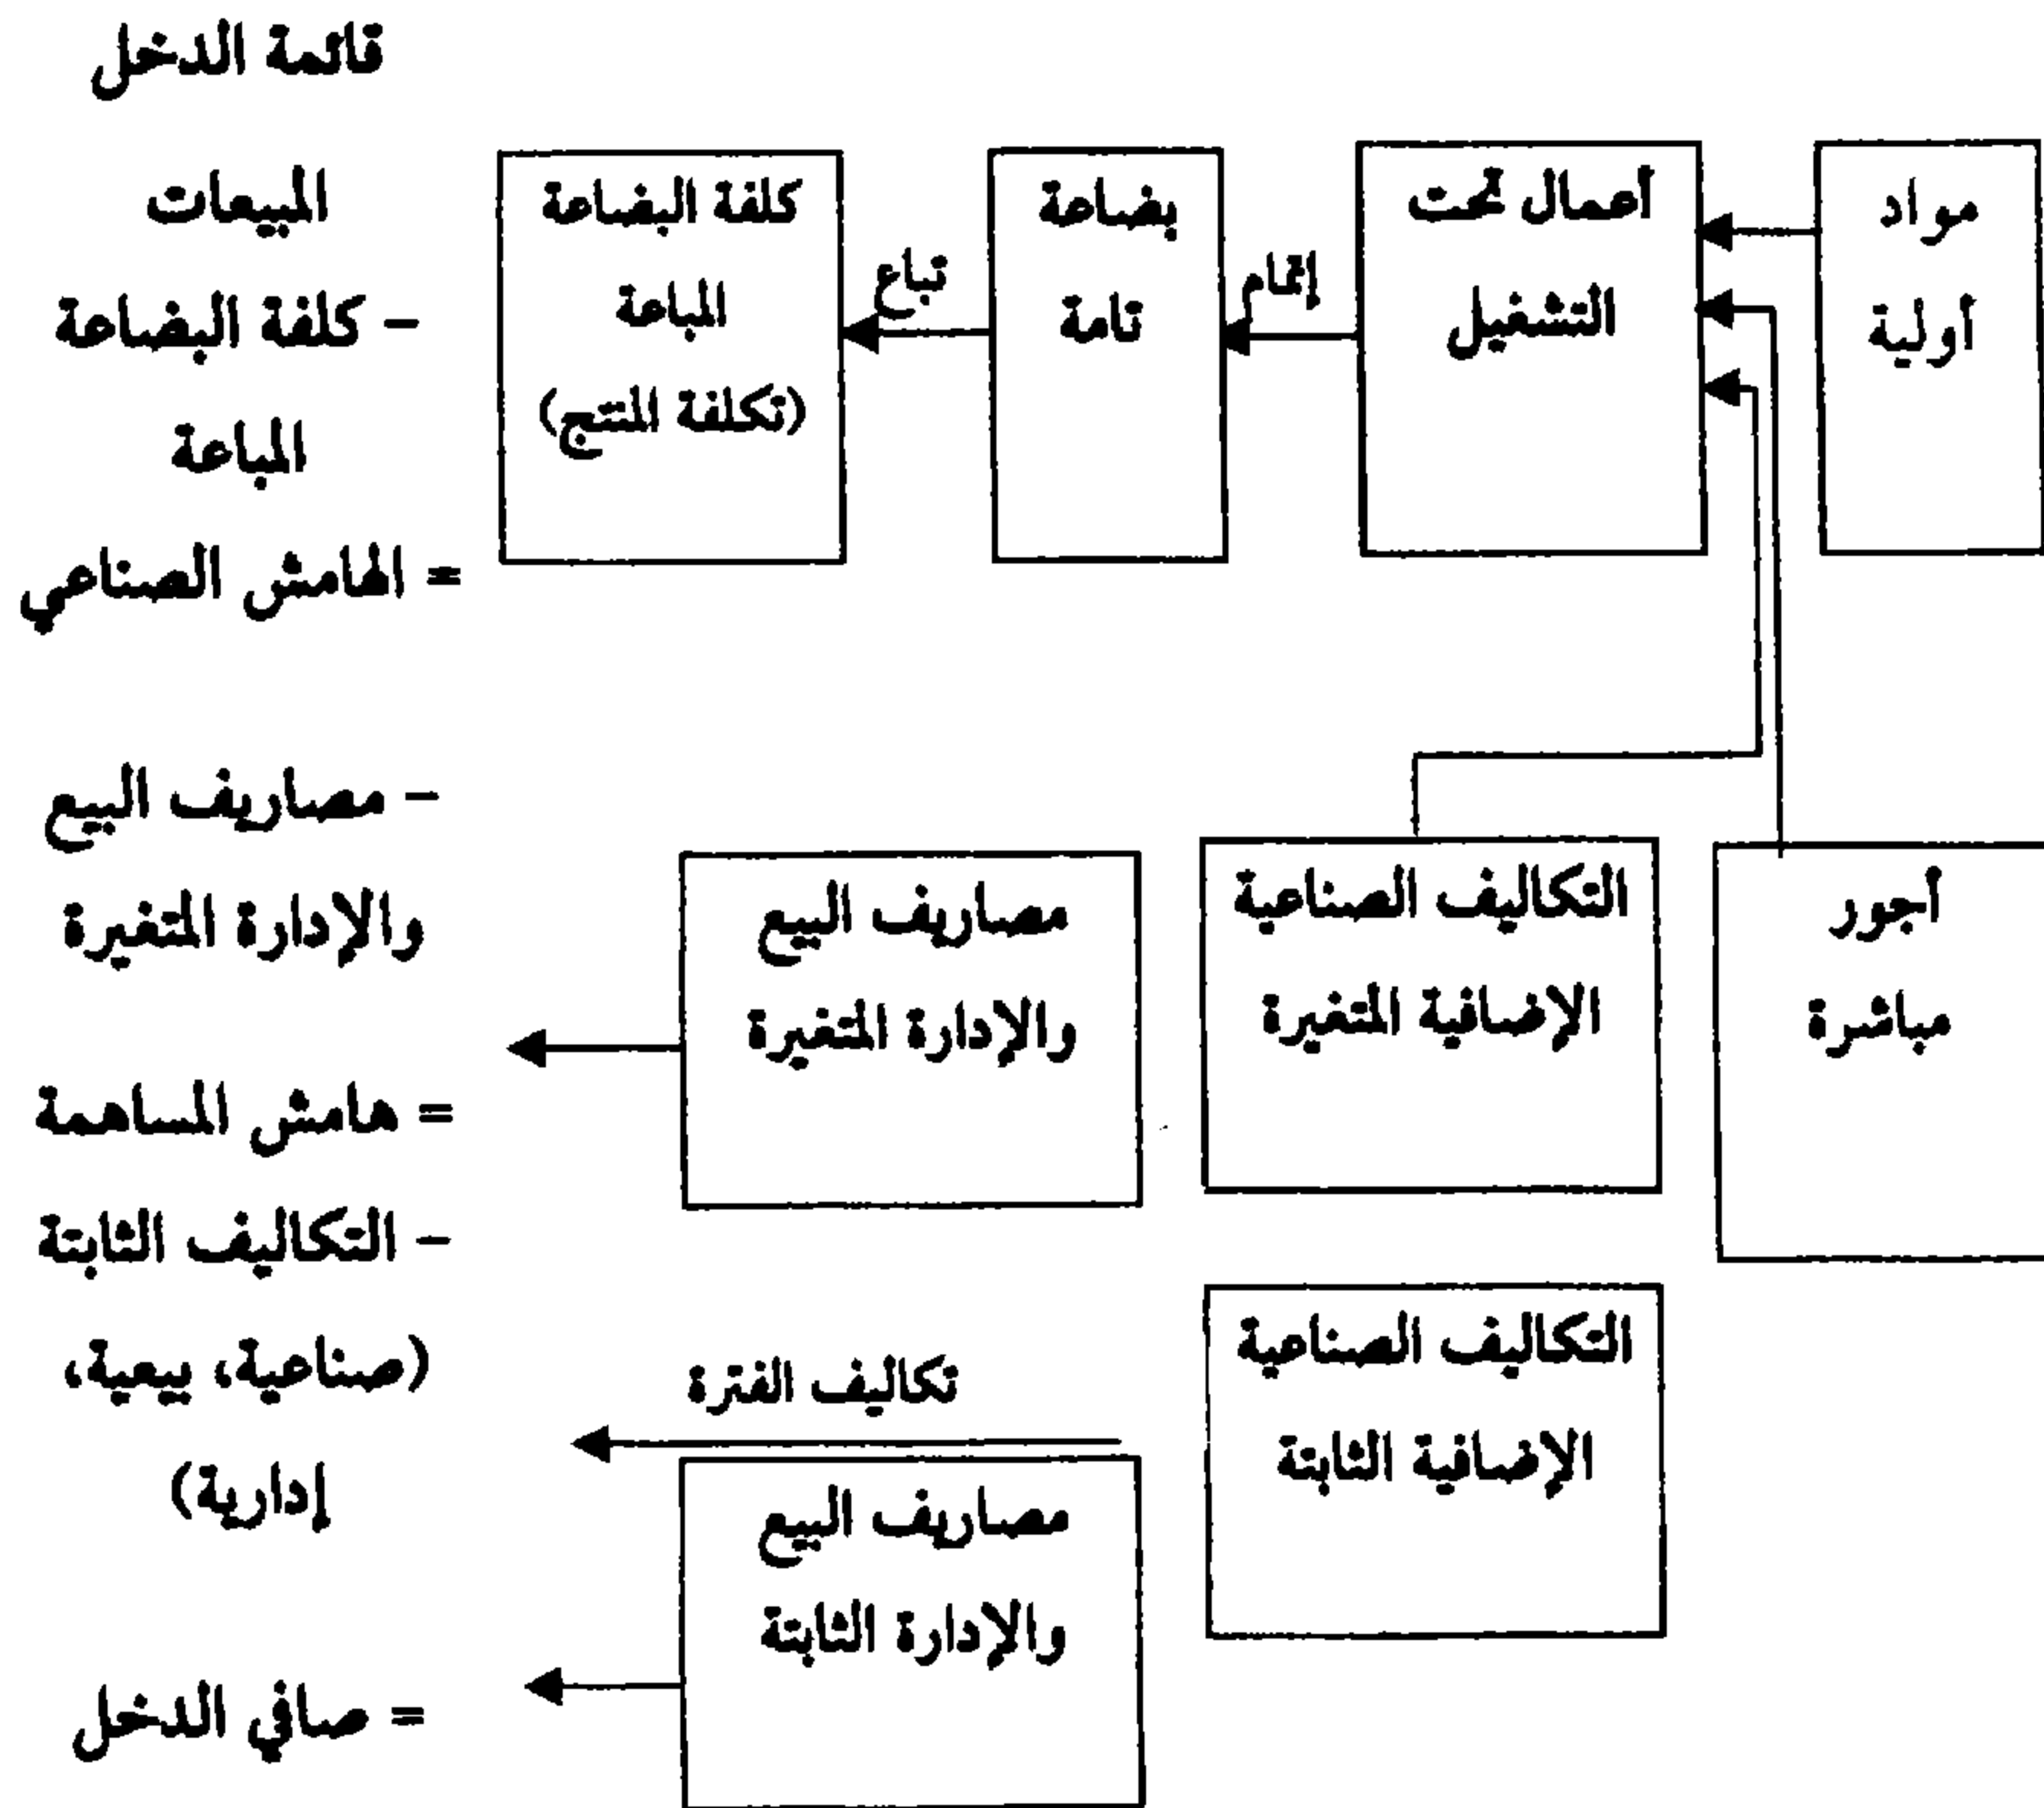 قائمة الدخل
مواد
أولية
أعمال تحت
التشغيل
إتمام
بضاعة
تامة
تباع
كلفة البضاعة
المباعة
(تكلفة المنتج)
المبيعات
– كلفة البضاعة
المباعة
= الهامش الصناعي
أجور
مباشرة
التكاليف الصناعية
الإضافية المتغيرة
مصاريف البيع
والإدارة المتغيرة
– مصاريف البيع
والإدارة المتغيرة
= هامش المساهمة
التكاليف الصناعية
الإضافية الثابتة
تكاليف الفترة
مصاريف البيع
والإدارة الثابتة
– التكاليف الثابتة
(صناعية، بيعية،
إدارية)
= صافي الدخل